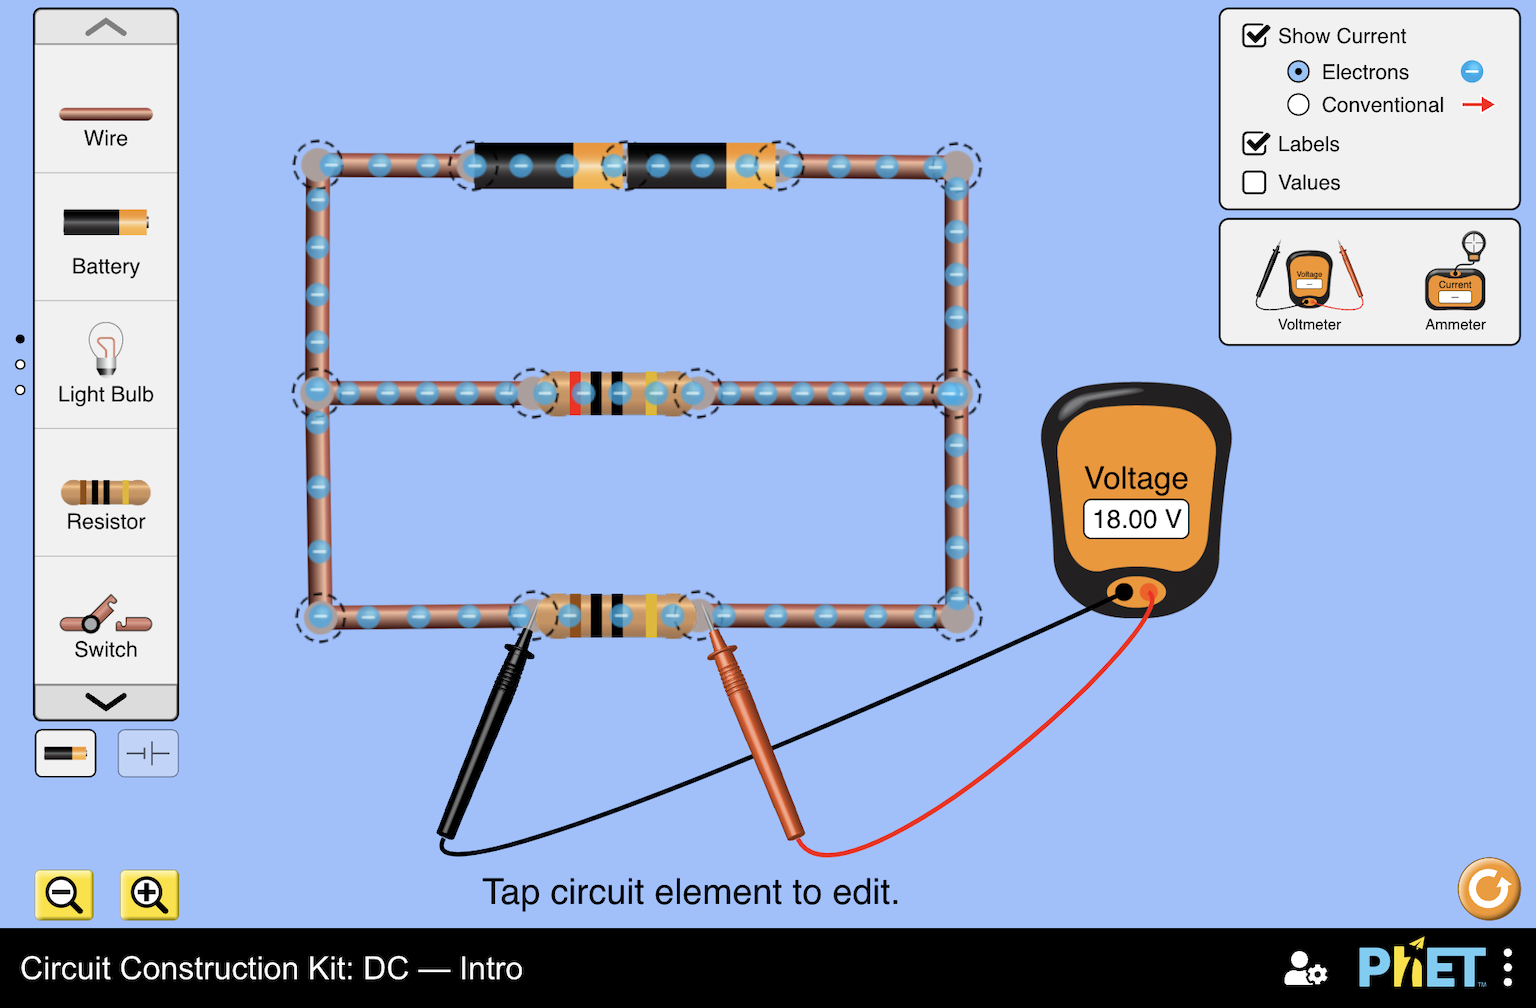 Wire
Battery
Light Bulb
Resistor
Switch
Show Current
Electrons
Conventional
Labels
Values
Voltage
Voltmeter
Current
Ammeter
Voltage
18.00 V
Tap circuit element to edit.
Circuit Construction Kit: DC — Intro
PhET